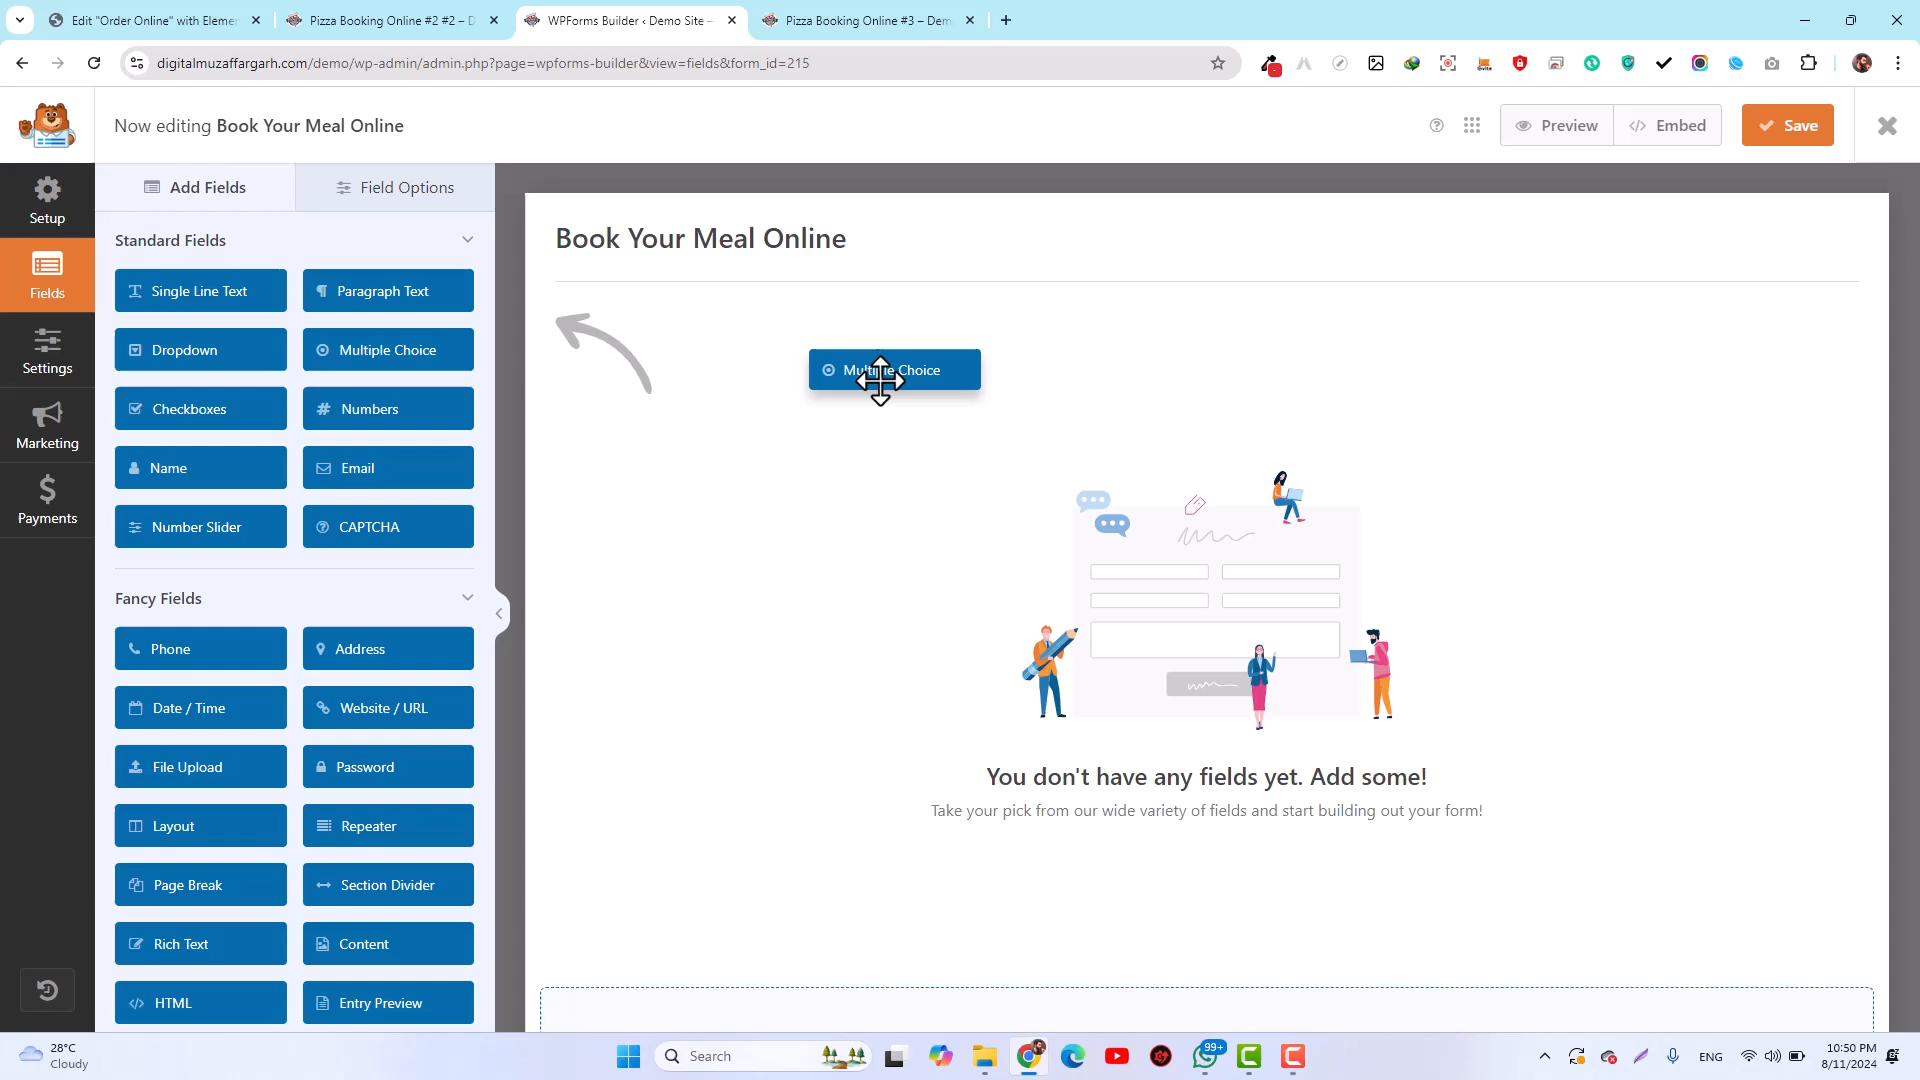 Edit "Order Online" with Elemen
Pizza Booking Online #2 #2 – D
WPForms Builder ‹ Demo Site —
Pizza Booking Online #3 – Dem
digitalmuzaffargarh.com/demo/wp-admin/admin.php?page=wpforms-builder&view=fields&form_id=215
Now editing Book Your Meal Online
Preview
Embed
Save
Setup
Fields
Settings
Marketing
Payments
Add Fields
Field Options
Standard Fields
Single Line Text
Paragraph Text
Dropdown
Multiple Choice
Checkboxes
Numbers
Name
Email
Number Slider
CAPTCHA
Fancy Fields
Phone
Address
Date / Time
Website / URL
File Upload
Password
Layout
Repeater
Page Break
Section Divider
Rich Text
Content
HTML
Entry Preview
Book Your Meal Online
Multiple Choice
You don't have any fields yet. Add some!
Take your pick from our wide variety of fields and start building out your form!
28°C
Cloudy
Search
99+
ENG
10:50 PM
8/11/2024